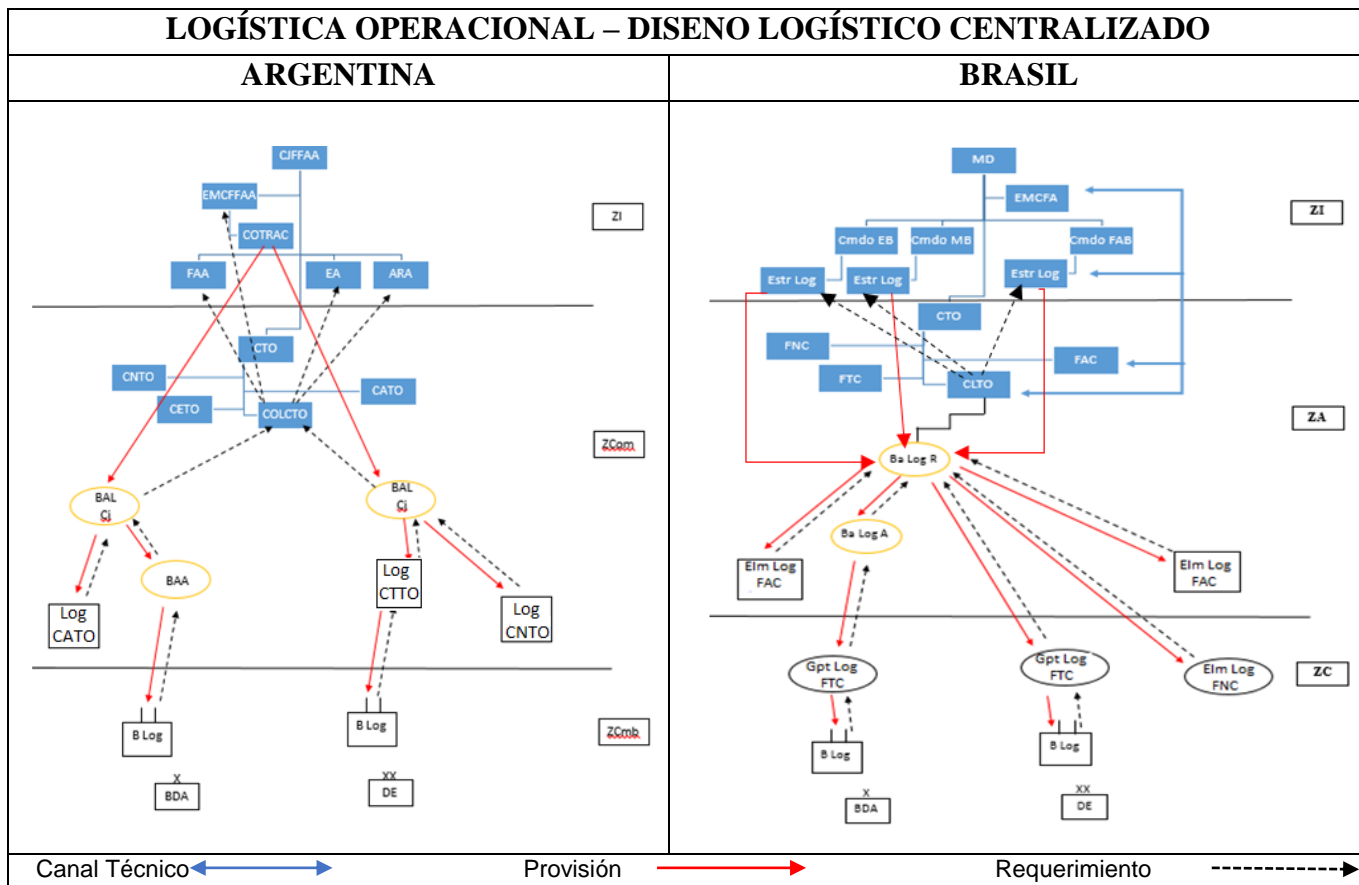 LOGÍSTICA OPERACIONAL – DISENO LOGÍSTICO CENTRALIZADO
ARGENTINA
BRASIL
CJFFAA
EMCFFAA
COTRAC
FAA
EA
ARA
ZI
CTO
CNTO
CATO
CETO
COLCTO
ZCom
BAL
Cj
BAL
Cj
BAA
Log
CATO
Log
CTTO
Log
CNTO
B Log
B Log
ZCmb
X
BDA
XX
DE
MD
EMCFA
ZI
Cmdo EB
Cmdo MB
Cmdo FAB
Estr Log
Estr Log
Estr Log
CTO
FNC
FAC
FTC
CLTO
ZA
Ba Log R
Ba Log A
Elm Log
FAC
Elm Log
FAC
Gpt Log
FTC
Gpt Log
FTC
Elm Log
FNC
ZC
B Log
B Log
X
BDA
XX
DE
Canal Técnico
Provisión
Requerimiento